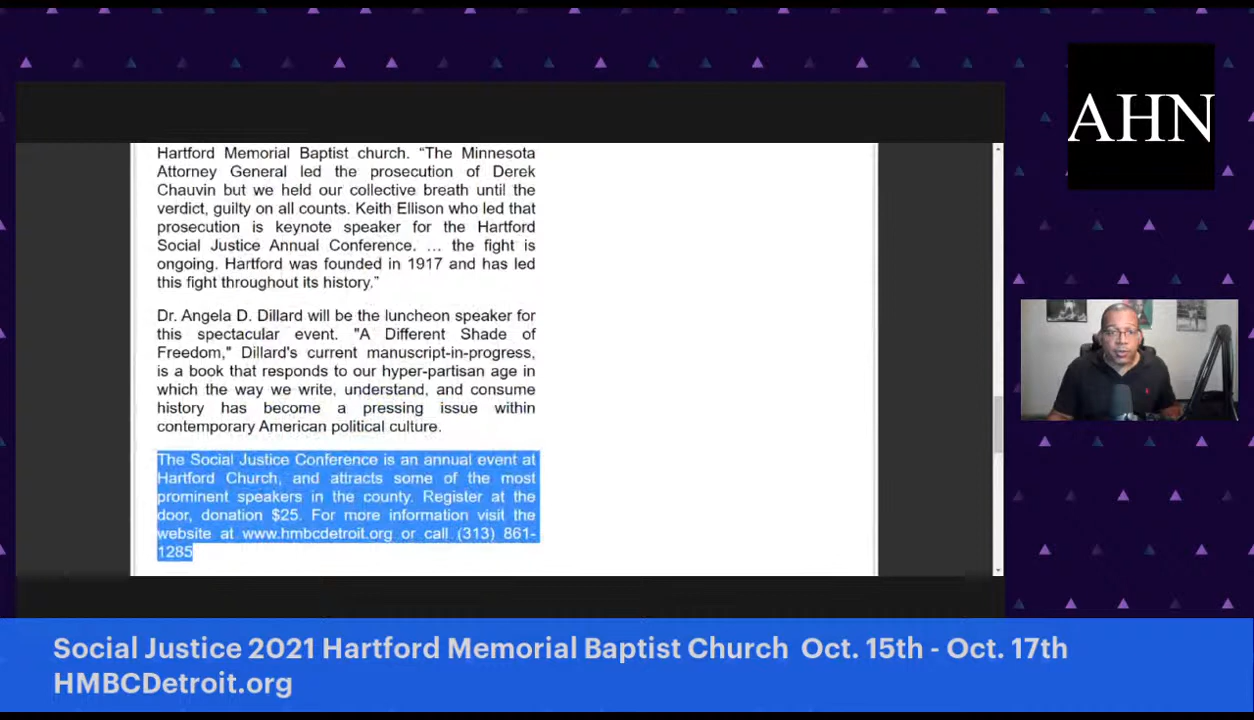 AHN
Hartford Memorial Baptist church. “The Minnesota
Attorney General led the prosecution of Derek
Chauvin but we held our collective breath until the
verdict, guilty on all counts. Keith Ellison who led that
prosecution is keynote speaker for the Hartford
Social Justice Annual Conference. … the fight is
ongoing. Hartford was founded in 1917 and has led
this fight throughout its history.”
Dr. Angela D. Dillard will be the luncheon speaker for
this spectacular event. "A Different Shade of
Freedom," Dillard's current manuscript-in-progress,
is a book that responds to our hyper-partisan age in
which the way we write, understand, and consume
history has become a pressing issue within
contemporary American political culture.
The Social Justice Conference is an annual event at
Hartford Church, and attracts some of the most
prominent speakers in the county. Register at the
door, donation $25. For more information visit the
website at www.hmbcdetroit.org or call (313) 861-
1285
Social Justice 2021 Hartford Memorial Baptist Church Oct. 15th - Oct. 17th
HMBCDetroit.org